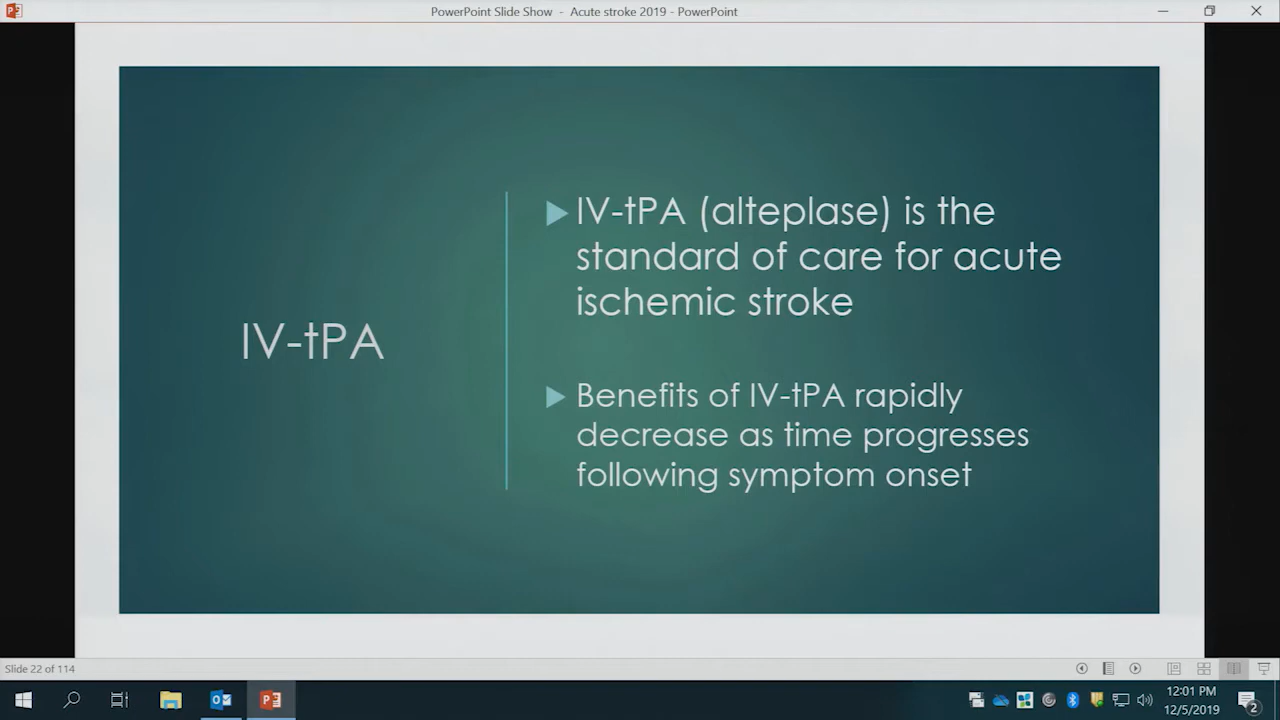 PowerPoint Slide Show - Acute stroke 2019 - PowerPoint
IV-tPA
IV-tPA (alteplase) is the
standard of care for acute
ischemic stroke
Benefits of IV-tPA rapidly
decrease as time progresses
following symptom onset
Slide 22 of 114
12:01 PM
12/5/2019
2